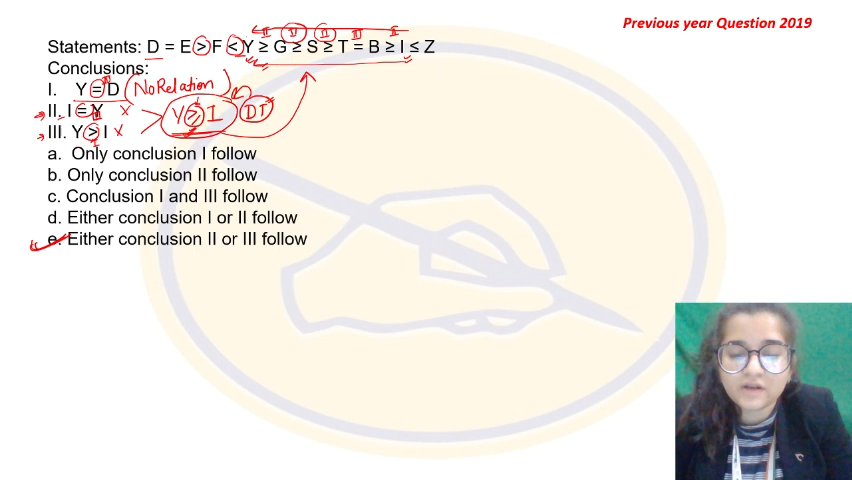 Previous year Question 2019
Statements: D = E > F < Y ≥ G ≥ S ≥ T = B ≥ I ≤ Z
Conclusions:
I. Y = D (No Relation)
II. I = Y
III. Y > I
Y ≥ I
a. Only conclusion I follow
b. Only conclusion II follow
c. Conclusion I and III follow
d. Either conclusion I or II follow
e. Either conclusion II or III follow